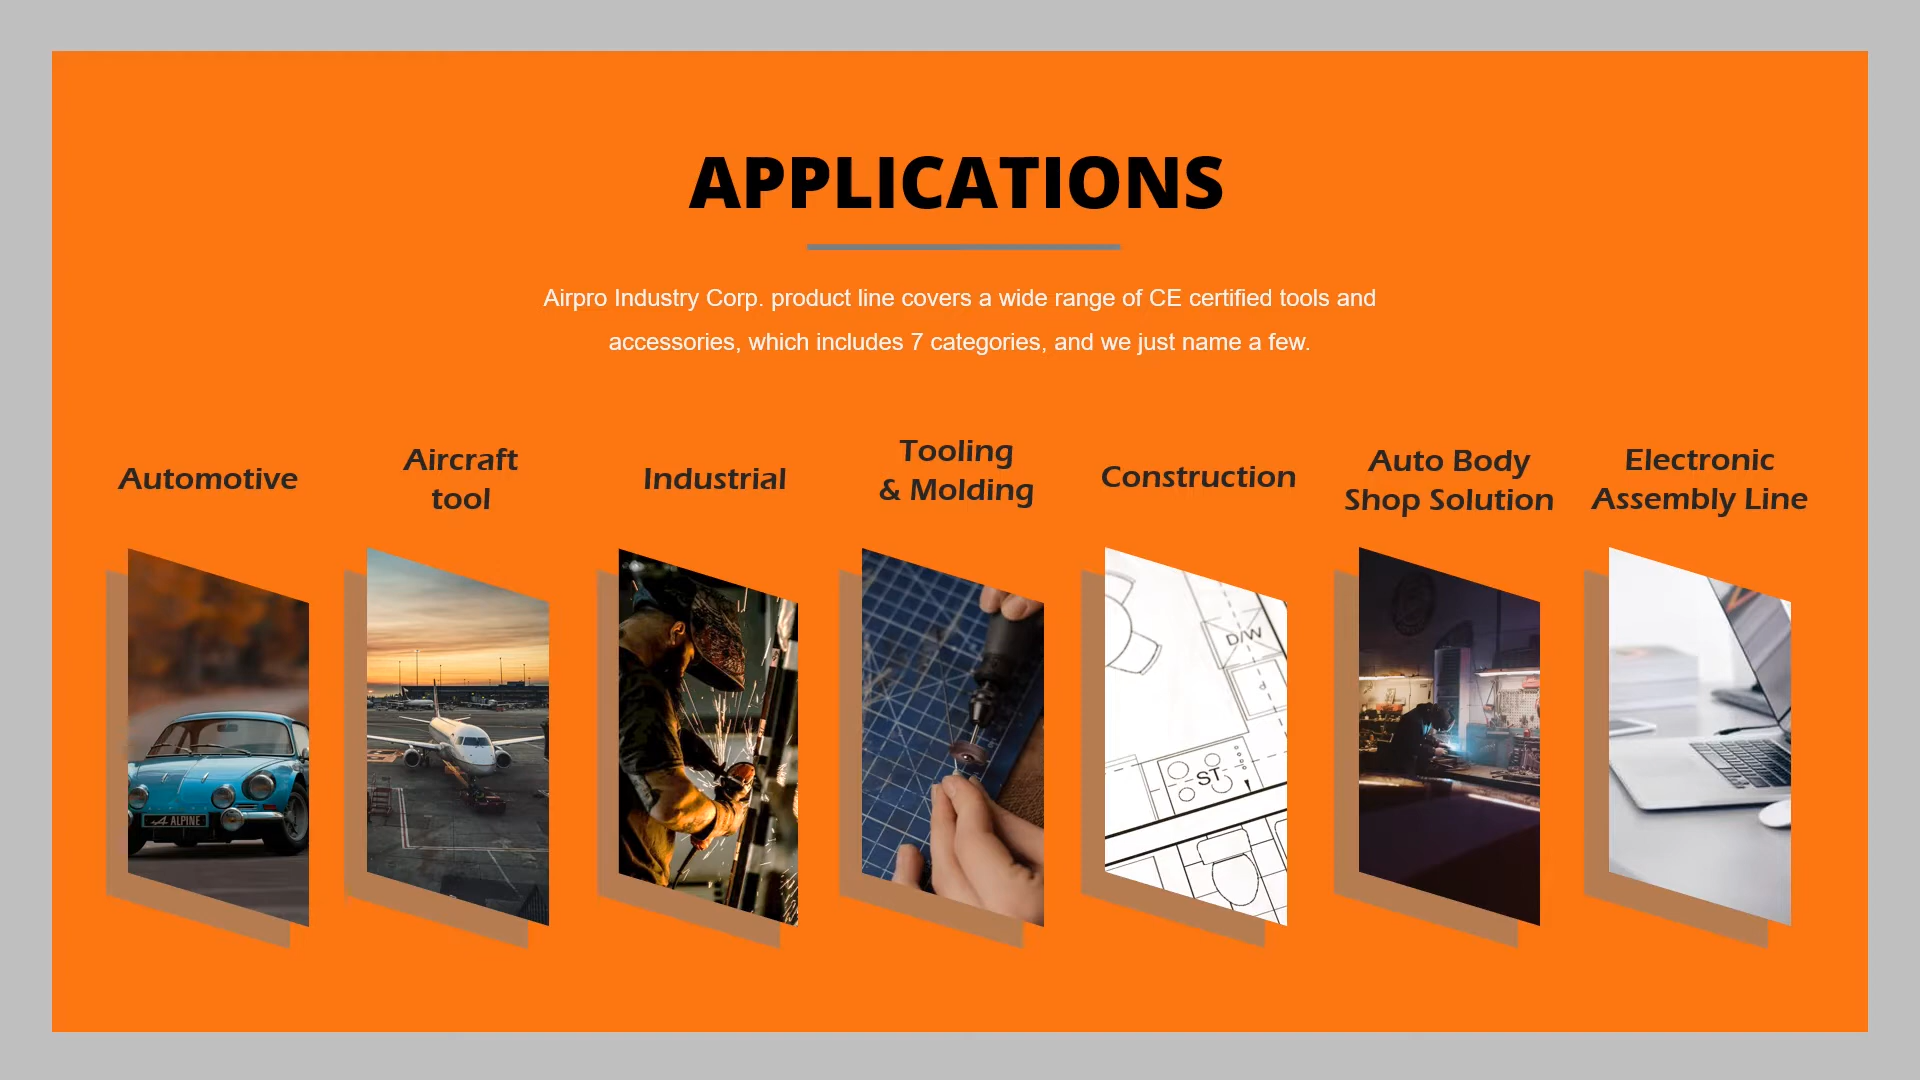 APPLICATIONS
Airpro Industry Corp. product line covers a wide range of CE certified tools and
accessories, which includes 7 categories, and we just name a few.
Automotive
Aircraft
tool
Industrial
Tooling
& Molding
Construction
Auto Body
Shop Solution
Electronic
Assembly Line
ALPINE
D/W
ST